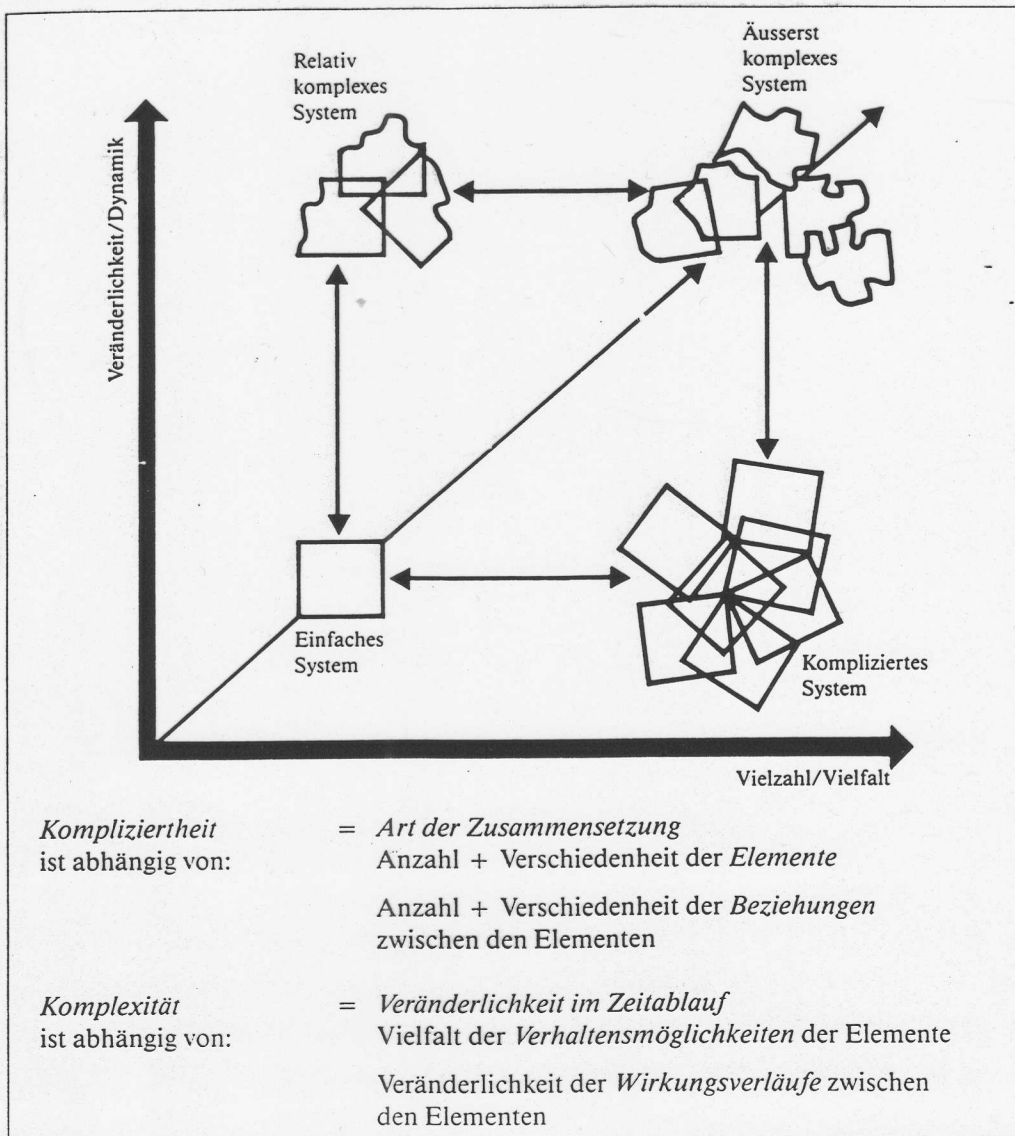 Relativ
komplexes
System
Äusserst
komplexes
System
Veränderlichkeit/Dynamik
Einfaches
System
Kompliziertes
System
Vielzahl/Vielfalt
Kompliziertheit = Art der Zusammensetzung
ist abhängig von: Anzahl + Verschiedenheit der Elemente
Anzahl + Verschiedenheit der Beziehungen
zwischen den Elementen
Komplexität = Veränderlichkeit im Zeitablauf
ist abhängig von: Vielfalt der Verhaltensmöglichkeiten der Elemente
Veränderlichkeit der Wirkungsverläufe zwischen
den Elementen